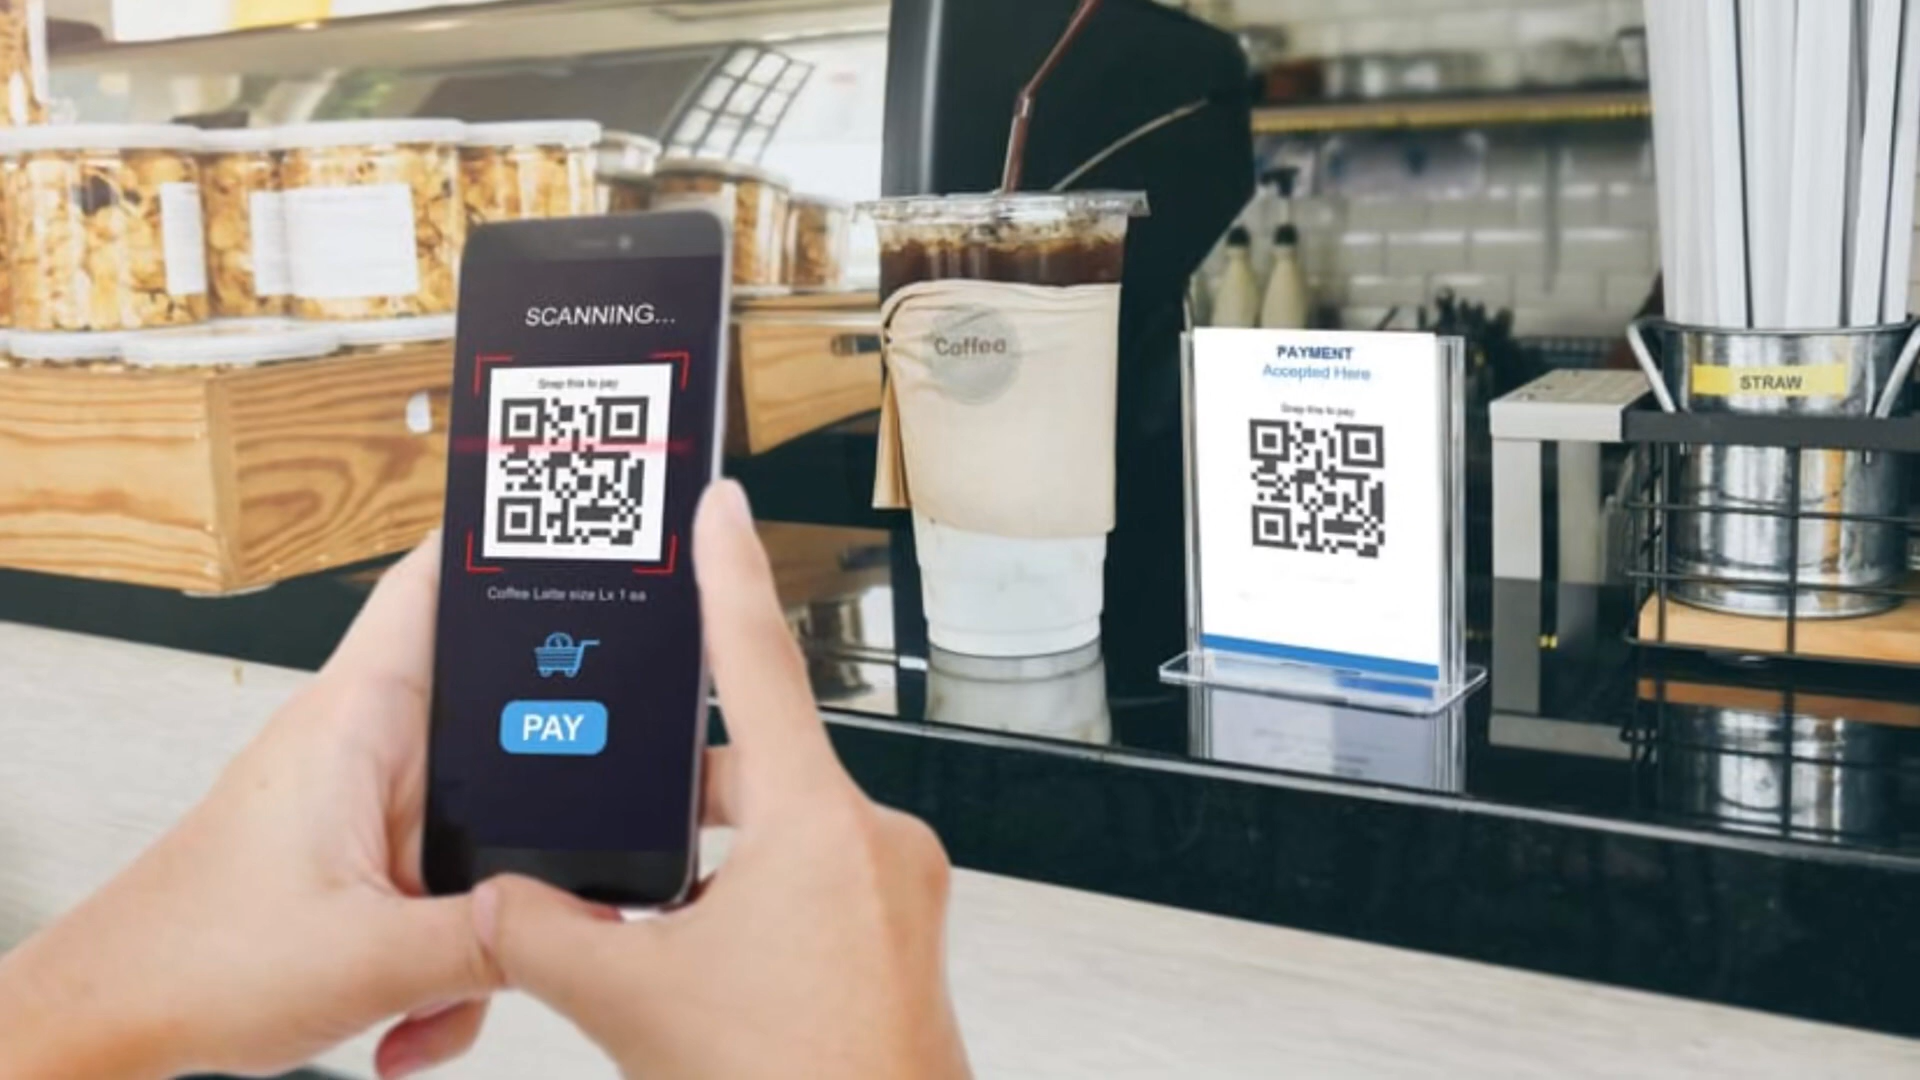 SCANNING...
Snap this to pay
Coffee Latte size Lx 1 ea
PAY
Coffee
PAYMENT
Accepted Here
Snap this to pay
STRAW